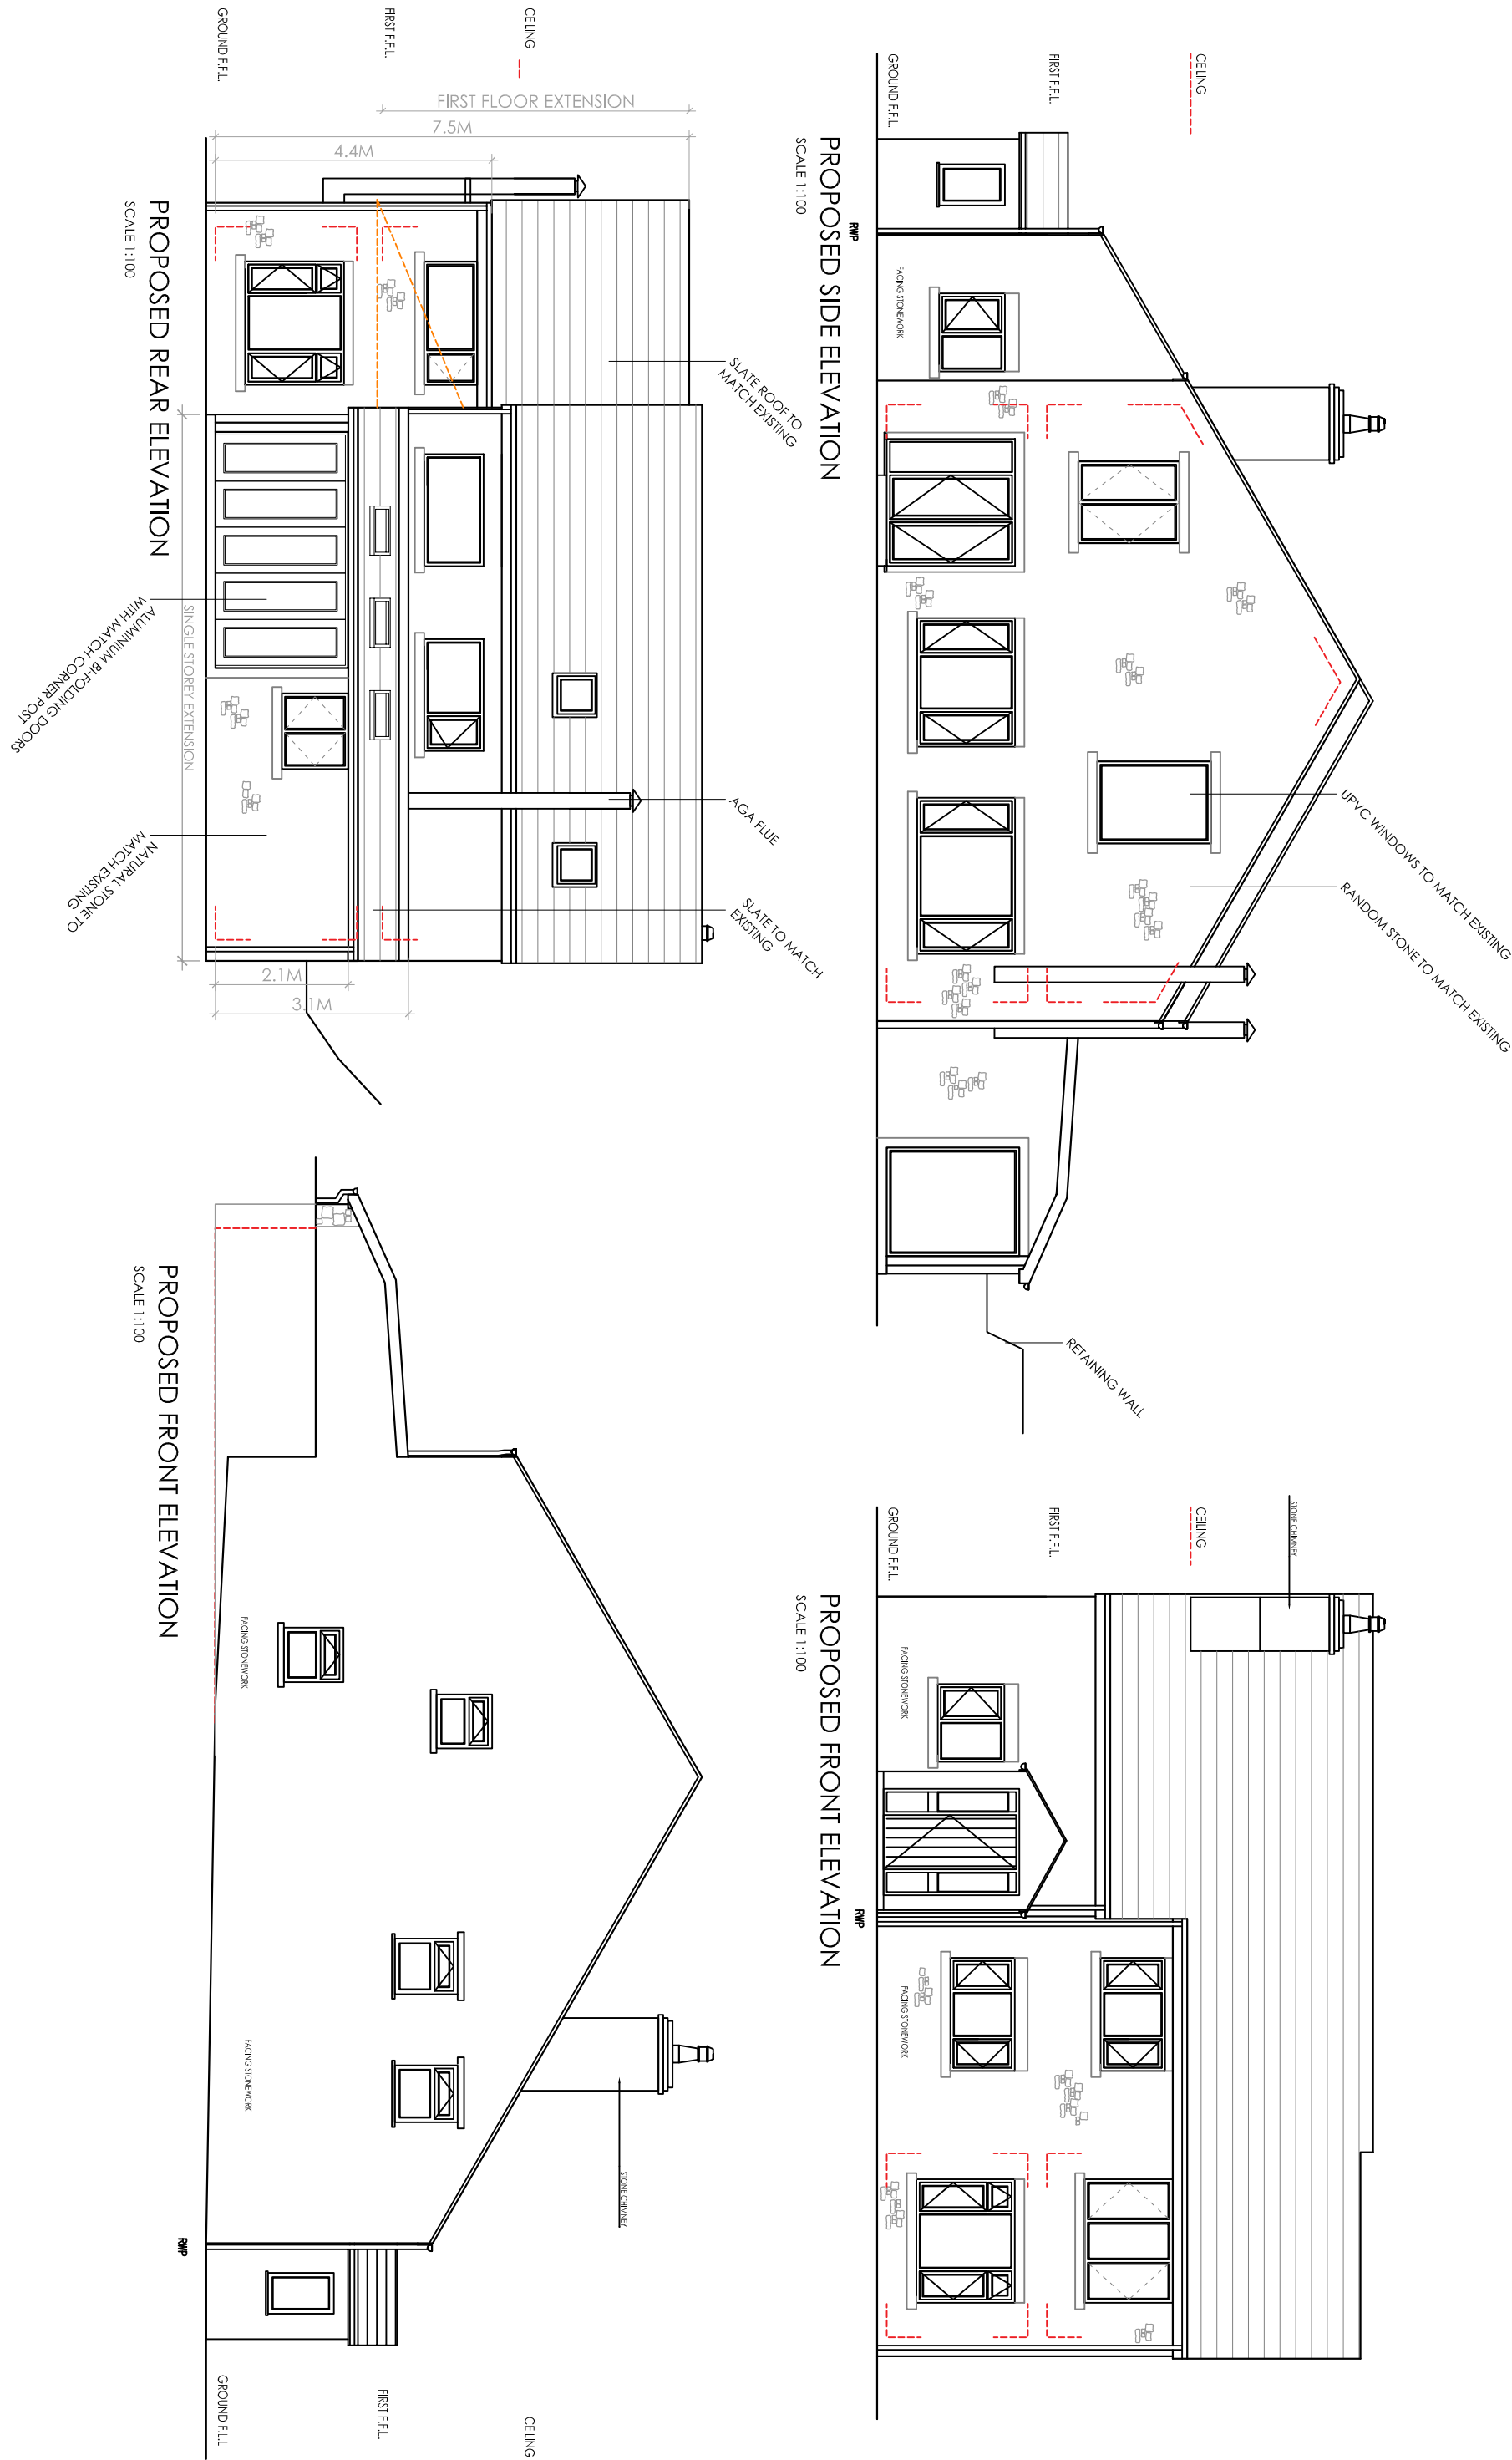 CEILING
FIRST F.F.L.
GROUND F.F.L.
FACING STONEWORK
RWP
UPVC WINDOWS TO MATCH EXISTING
RANDOM STONE TO MATCH EXISTING
RETAINING WALL
PROPOSED SIDE ELEVATION
SCALE 1:100
STONE CHIMNEY
CEILING
FIRST F.F.L.
GROUND F.F.L.
FACING STONEWORK
FACING STONEWORK
RWP
PROPOSED FRONT ELEVATION
SCALE 1:100
CEILING
FIRST F.F.L.
GROUND F.F.L.
FIRST FLOOR EXTENSION
7.5M
4.4M
SLATE ROOF TO
MATCH EXISTING
AGA FLUE
SLATE TO MATCH
EXISTING
2.1M
3.1M
SINGLE STOREY EXTENSION
ALUMINIUM BI-FOLDING DOORS
WITH MATCH CORNER POST
NATURAL STONE TO
MATCH EXISTING
PROPOSED REAR ELEVATION
SCALE 1:100
STONE CHIMNEY
FACING STONEWORK
FACING STONEWORK
RWP
CEILING
FIRST F.F.L.
GROUND F.L.L
PROPOSED FRONT ELEVATION
SCALE 1:100